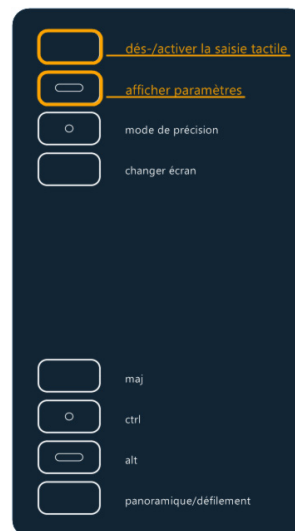 dés-/activer la saisie tactile
afficher paramètres
mode de précision
changer écran
maj
ctrl
alt
panoramique/défilement